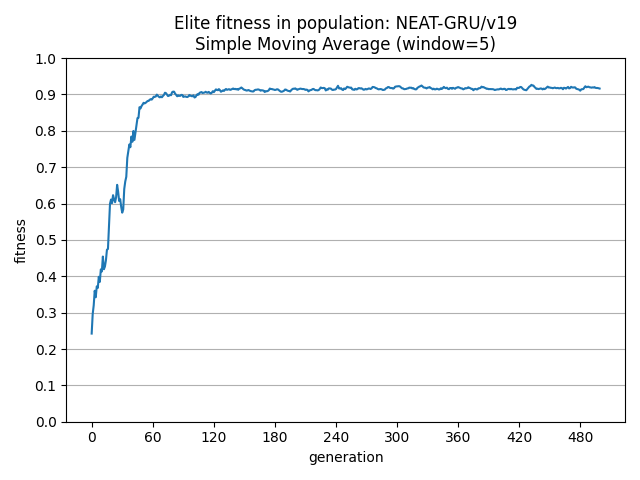 Elite fitness in population: NEAT-GRU/v19
Simple Moving Average (window=5)
1.0
0.9
0.8
0.7
0.6
0.5
0.4
0.3
0.2
0.1
0.0
fitness
0 60 120 180 240 300 360 420 480
generation